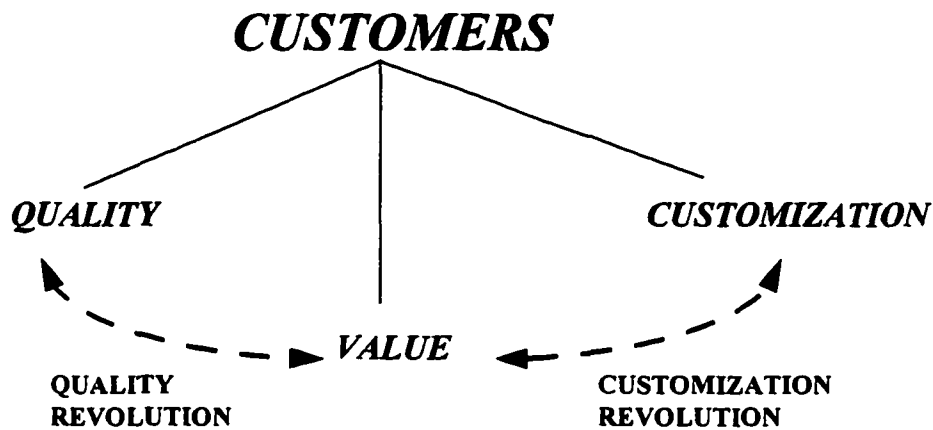 CUSTOMERS
QUALITY
CUSTOMIZATION
VALUE
QUALITY
REVOLUTION
CUSTOMIZATION
REVOLUTION